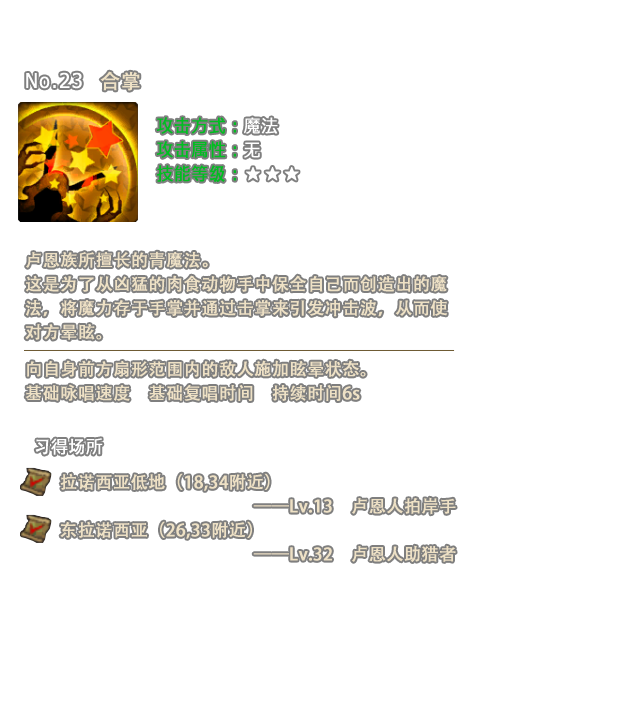 No.23 合掌
攻击方式：魔法
攻击属性：无
技能等级：☆☆☆
卢恩族所擅长的青魔法。
这是为了从凶猛的肉食动物手中保全自己而创造出的魔
法，将魔力存于手掌并通过击掌来引发冲击波，从而使
对方晕眩。
向自身前方扇形范围内的敌人施加眩晕状态。
基础咏唱速度 基础复唱时间 持续时间6s
习得场所
拉诺西亚低地（18,34附近）
——Lv.13 卢恩人拍岸手
东拉诺西亚（26,33附近）
——Lv.32 卢恩人助猎者